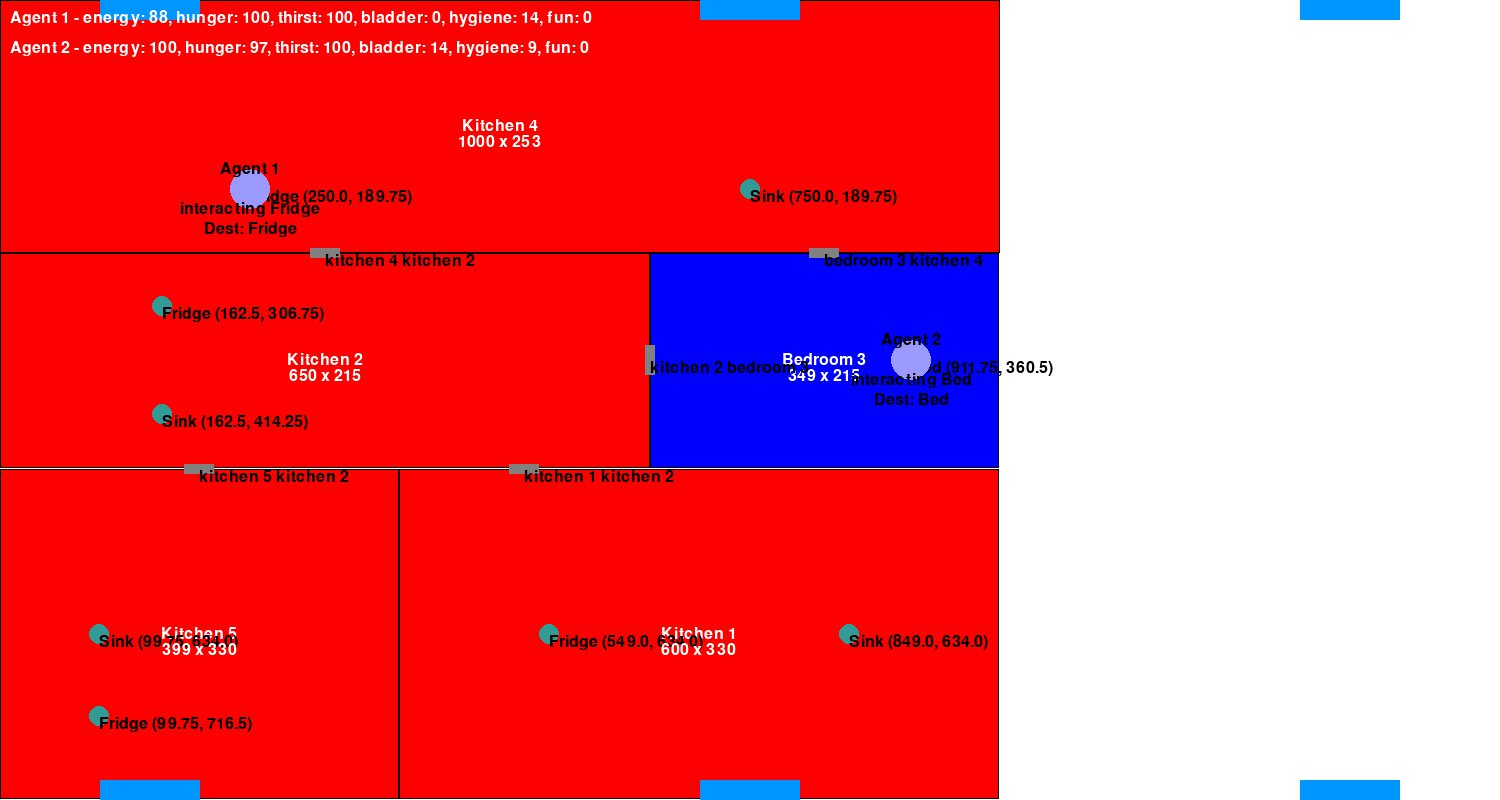 Agent 1 - energy: 88, hunger: 100, thirst: 100, bladder: 0, hygiene: 14, fun: 0
Agent 2 - energy: 100, hunger: 97, thirst: 100, bladder: 14, hygiene: 9, fun: 0
Kitchen 4
1000 x 253
Agent 1
dge (250.0, 189.75)
interacting Fridge
Dest: Fridge
Sink (750.0, 189.75)
kitchen 4 kitchen 2
bedroom 3 kitchen 4
Fridge (162.5, 306.75)
Kitchen 2
650 x 215
Sink (162.5, 414.25)
kitchen 2 bedroom
Bedroom 3
349 x 215
Agent 2
d (911.75, 360.5)
interacting Bed
Dest: Bed
kitchen 5 kitchen 2
kitchen 1 kitchen 2
Kitchen 5
399 x 330
Sink (99.75, 634.0)
Fridge (99.75, 716.5)
Fridge (549.0, 634.0)
Kitchen 1
600 x 330
Sink (849.0, 634.0)